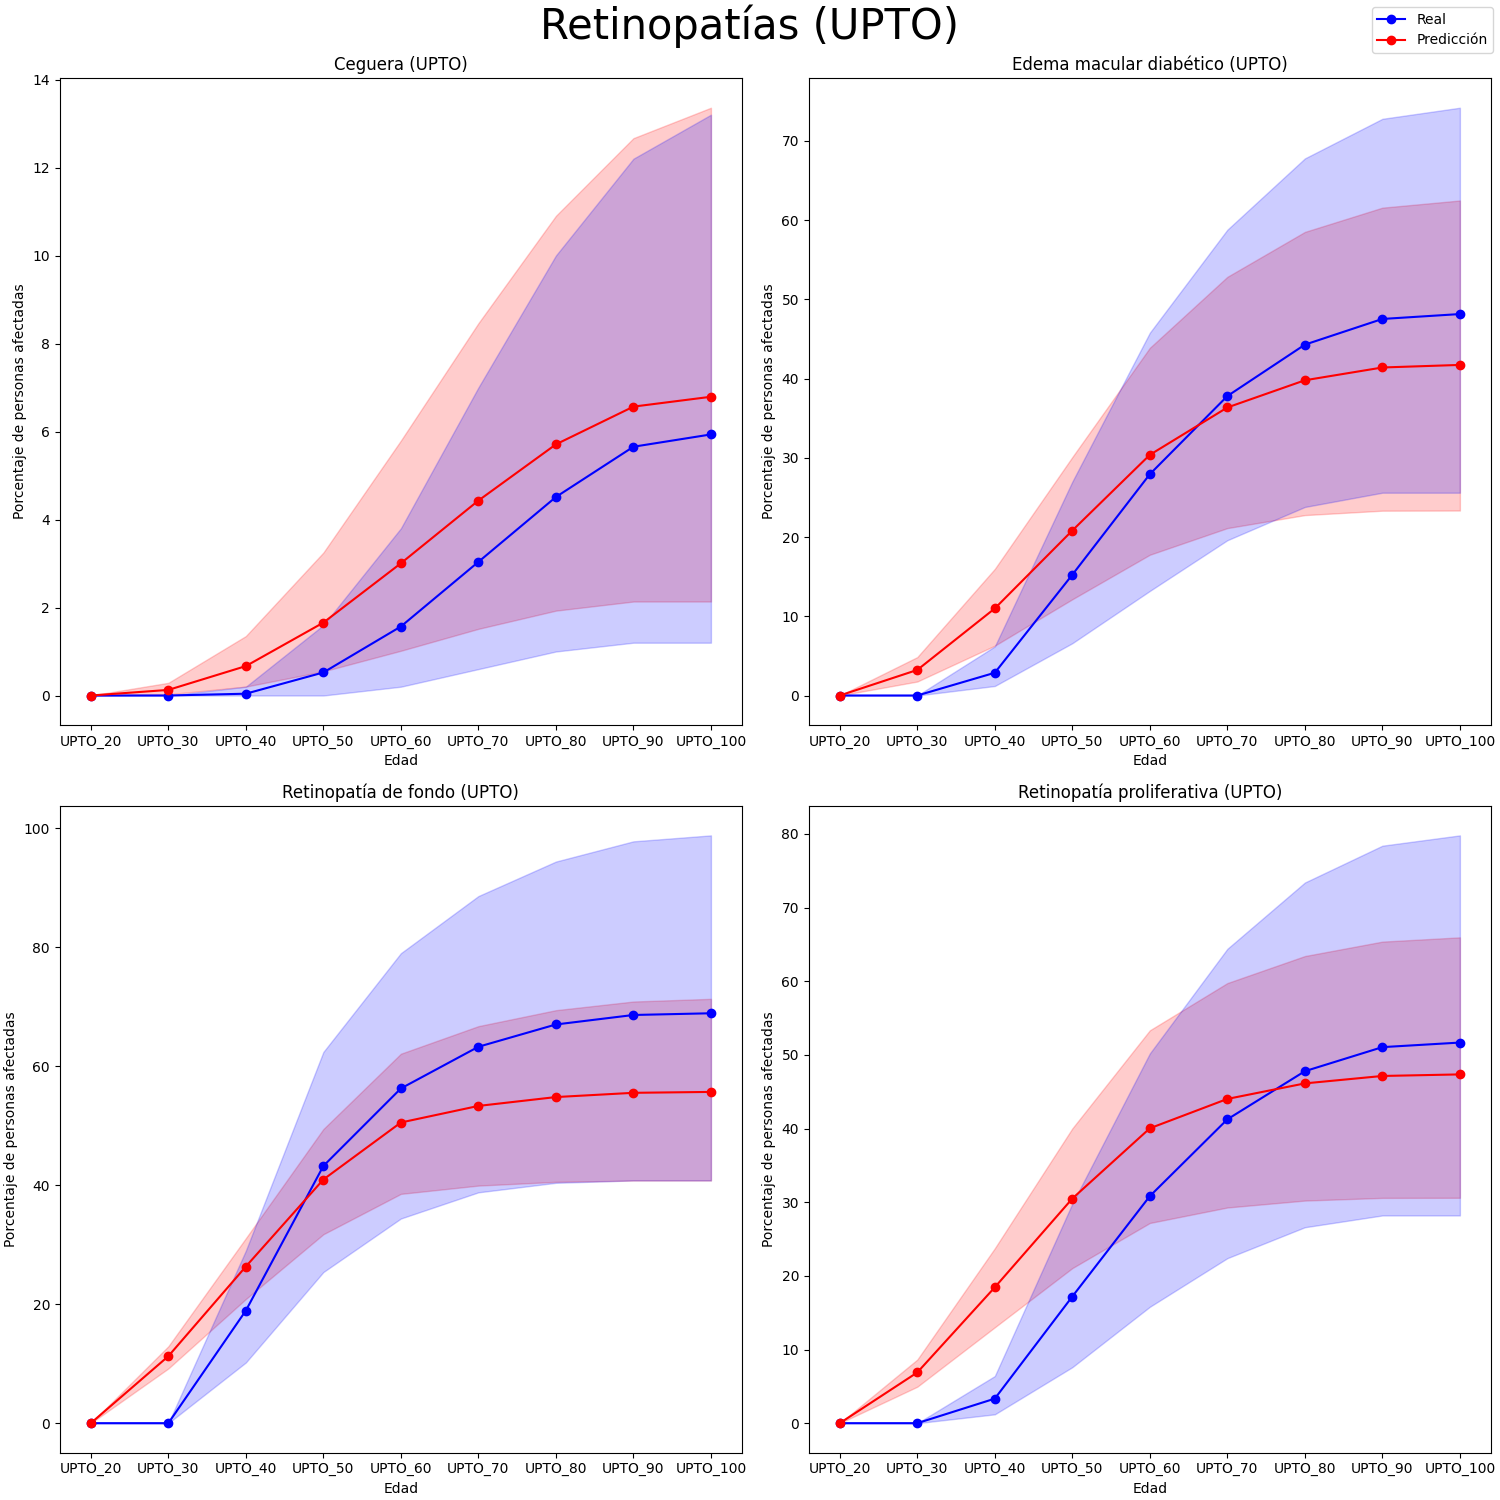 Retinopatías (UPTO)
Real
Predicción
Ceguera (UPTO)
Porcentaje de personas afectadas
14
12
10
8
6
4
2
0
UPTO_20 UPTO_30 UPTO_40 UPTO_50 UPTO_60 UPTO_70 UPTO_80 UPTO_90 UPTO_100
Edad
Edema macular diabético (UPTO)
Porcentaje de personas afectadas
70
60
50
40
30
20
10
0
UPTO_20 UPTO_30 UPTO_40 UPTO_50 UPTO_60 UPTO_70 UPTO_80 UPTO_90 UPTO_100
Edad
Retinopatía de fondo (UPTO)
Porcentaje de personas afectadas
100
80
60
40
20
0
UPTO_20 UPTO_30 UPTO_40 UPTO_50 UPTO_60 UPTO_70 UPTO_80 UPTO_90 UPTO_100
Edad
Retinopatía proliferativa (UPTO)
Porcentaje de personas afectadas
80
70
60
50
40
30
20
10
0
UPTO_20 UPTO_30 UPTO_40 UPTO_50 UPTO_60 UPTO_70 UPTO_80 UPTO_90 UPTO_100
Edad